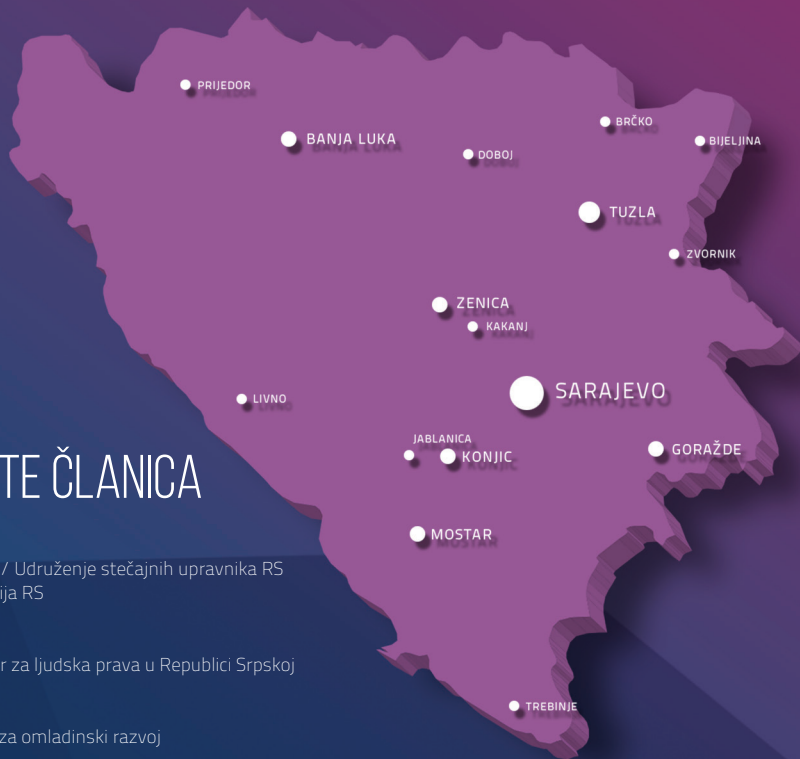 PRIJEDOR
BANJA LUKA
DOBOJ
BRČKO
BIJELJINA
TUZLA
ZVORNIK
ZENICA
KAKANJ
SARAJEVO
LIVNO
JABLANICA
KONJIC
GORAŽDE
MOSTAR
TREBINJE
TE ČLANICA
/ Udruženje stečajnih upravnika RS
ija RS
r za ljudska prava u Republici Srpskoj
za omladinski razvoj